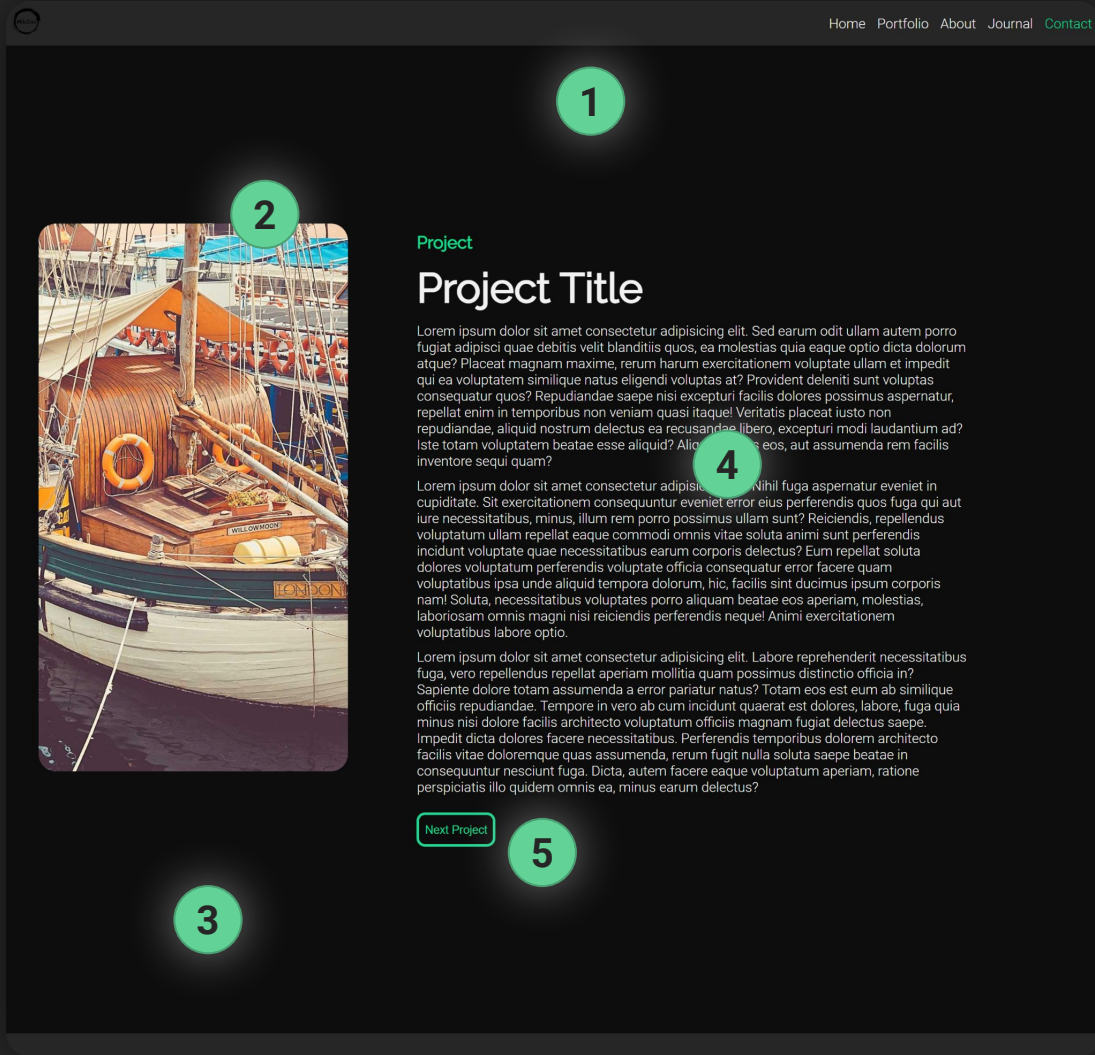 Home Portfolio About Journal Contact
1
2
Project
Project Title
Lorem ipsum dolor sit amet consectetur adipisicing elit. Sed earum odit ullam autem porro
fugiat adipisci quae debitis velit blanditiis quos, ea molestias quia eaque optio dicta dolorum
atque? Placeat magnam maxime, rerum harum exercitationem voluptate ullam et impedit
qui ea voluptatem similique natus eligendi voluptas at? Provident deleniti sunt voluptas
consequatur quos? Repudiandae saepe nisi excepturi facilis dolores possimus aspernatur,
repellat enim in temporibus non veniam quasi itaque! Veritatis placeat iusto non
repudiandae, aliquid nostrum delectus ea recusandae libero, excepturi modi laudantium ad?
Iste totam voluptatem beatae esse aliquid? eos, aut assumenda rem facilis
inventore sequi quam?
4
Lorem ipsum dolor sit amet consectetur Nihil fuga aspernatur eveniet in
cupiditate. Sit exercitationem consequuntur eveniet error eius perferendis quos fuga qui aut
iure necessitatibus, minus, illum rem porro possimus ullam sunt? Reiciendis, repellendus
voluptatum ullam repellat eaque commodi omnis vitae soluta animi sunt perferendis
incidunt voluptate quae necessitatibus earum corporis delectus? Eum repellat soluta
dolores voluptatum perferendis voluptate officia consequatur error facere quam
voluptatibus ipsa unde aliquid tempora dolorum, hic, facilis sint ducimus ipsum corporis
nam! Soluta, necessitatibus voluptates porro aliquam beatae eos aperiam, molestias,
laboriosam omnis magni nisi reiciendis perferendis neque! Animi exercitationem
voluptatibus labore optio.
Lorem ipsum dolor sit amet consectetur adipisicing elit. Labore reprehenderit necessitatibus
fuga, vero repellendus repellat aperiam mollitia quam possimus distinctio officia in?
Sapiente dolore totam assumenda a error pariatur natus? Totam eos est eum ab similique
officiis repudiandae. Tempore in vero ab cum incidunt quaerat est dolores, labore, fuga quia
minus nisi dolore facilis architecto voluptatum officiis magnam fugiat delectus saepe.
Impedit dicta dolores facere necessitatibus. Perferendis temporibus dolorem architecto
facilis vitae doloremque quas assumenda, rerum fugit nulla soluta saepe beatae in
consequuntur nesciunt fuga. Dicta, autem facere eaque voluptatum aperiam, ratione
perspiciatis illo quidem omnis ea, minus earum delectus?
WILLOWMOON
LONDON
Next Project
5
3